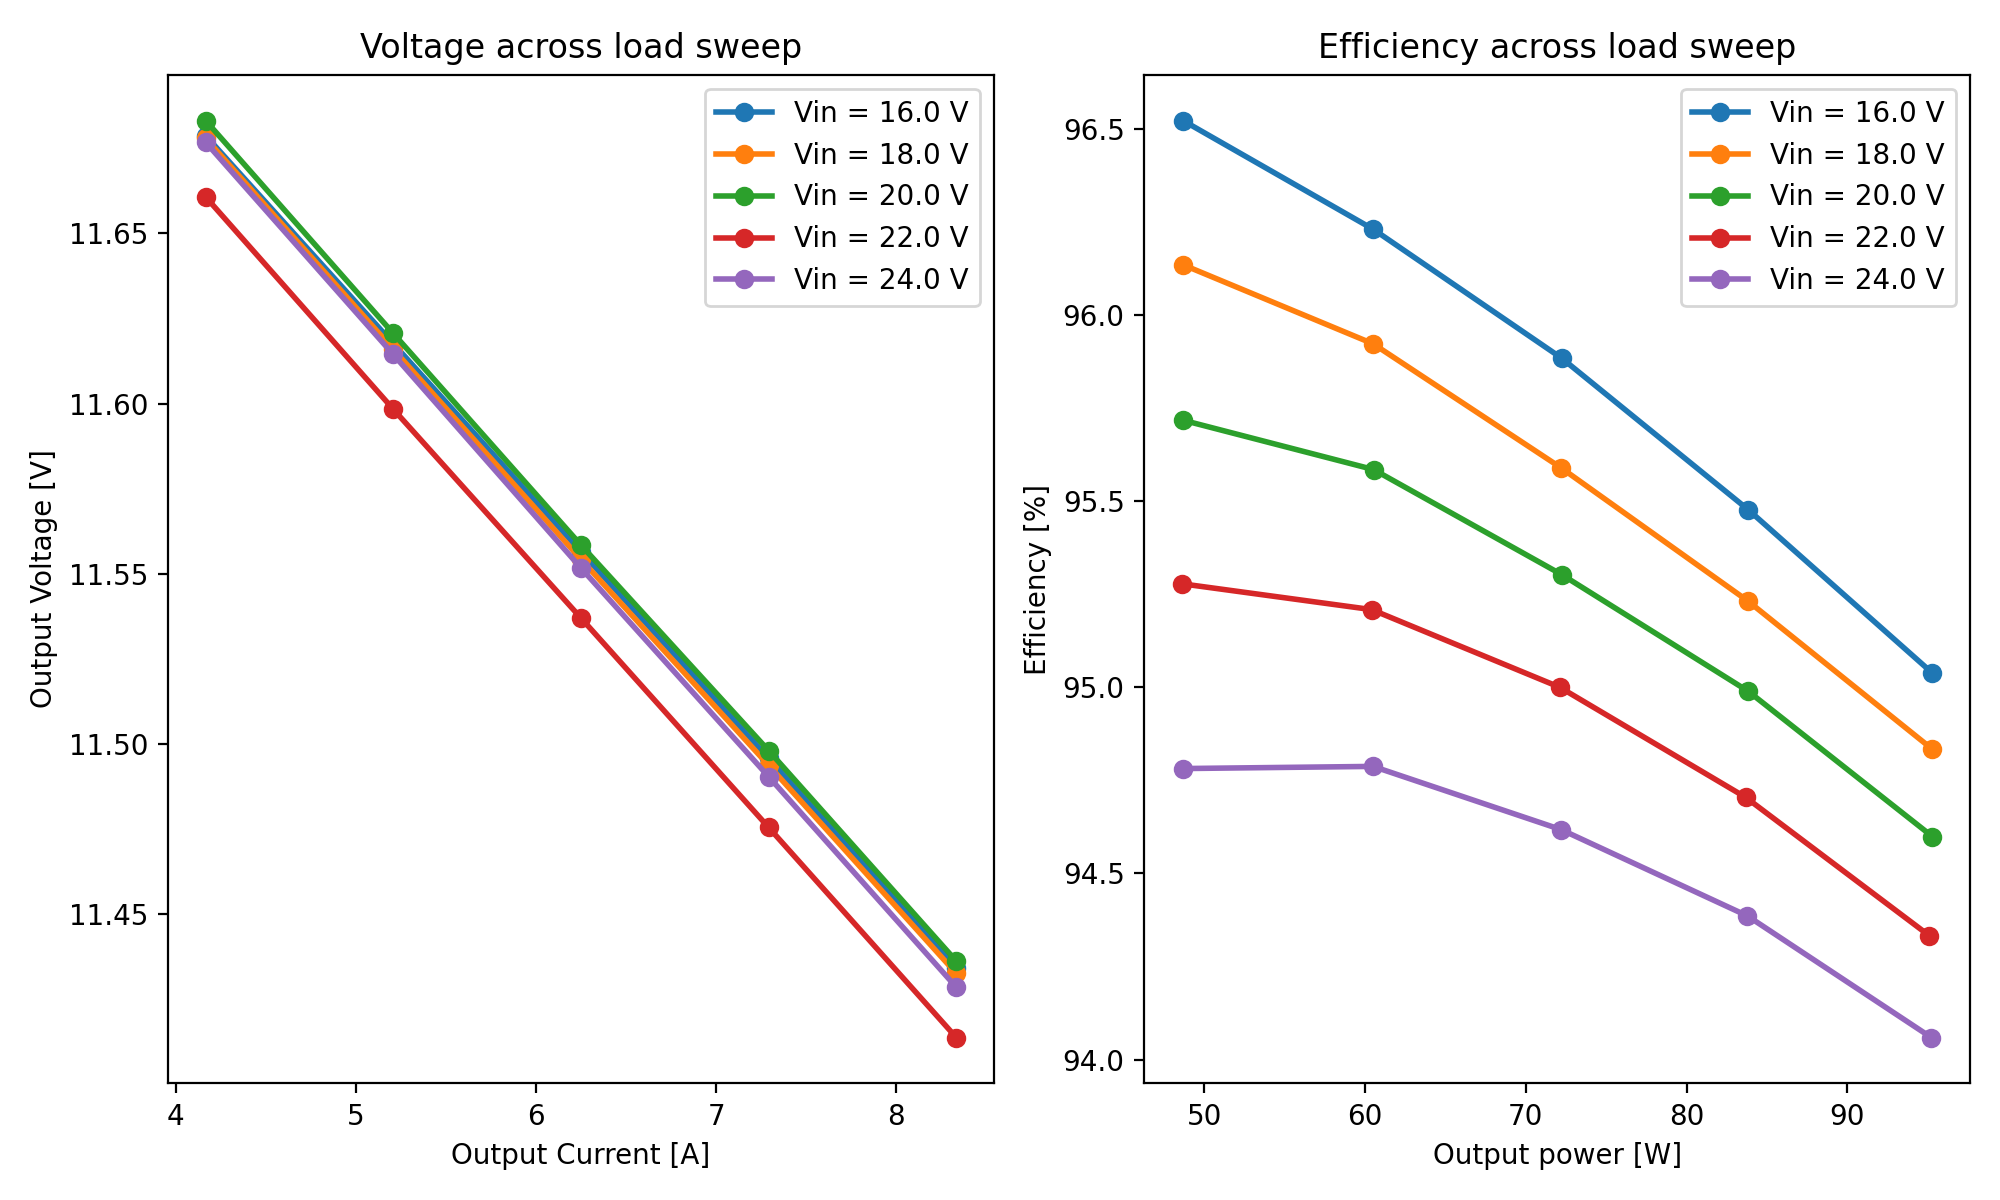 Voltage across load sweep
Output Voltage [V]
11.65
11.60
11.55
11.50
11.45
4 5 6 7 8
Output Current [A]
Vin = 16.0 V
Vin = 18.0 V
Vin = 20.0 V
Vin = 22.0 V
Vin = 24.0 V
Efficiency across load sweep
Efficiency [%]
96.5
96.0
95.5
95.0
94.5
94.0
50 60 70 80 90
Output power [W]
Vin = 16.0 V
Vin = 18.0 V
Vin = 20.0 V
Vin = 22.0 V
Vin = 24.0 V